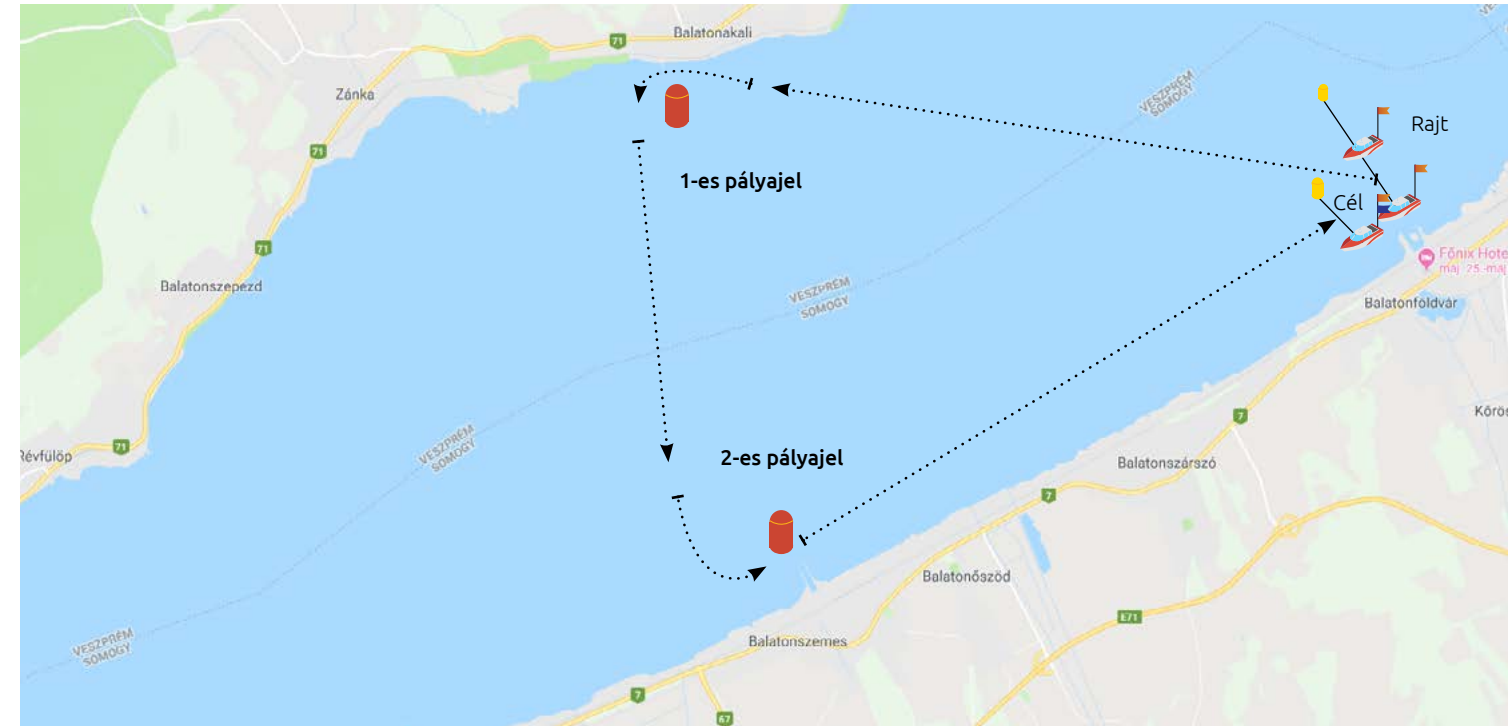 Balatonakali
71
Zánka
VESZPRÉM
SOMOGY
Rajt
71
1-es pályajel
Cél
71
Főnix Hote
máj. 25.-máj
Balatonszepezd
VESZPRÉM
SOMOGY
Balatonföldvár
7
Kőrös
71
Révfülöp
VESZPRÉM
SOMOGY
2-es pályajel
Balatonszárszó
7
Balatonőszöd
E71
VESZPRÉM
SOMOGY
Balatonszemes
7
7
67